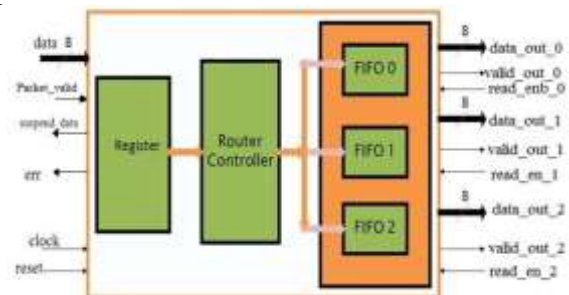 data 8
Packet_valid
suspend_data
err
clock
reset
Register
Router
Controller
FIFO 0
FIFO 1
FIFO 2
8
data_out_0
valid_out_0
read_enb_0
8
data_out_1
valid_out_1
read_en_1
8
data_out_2
valid_out_2
read_en_2